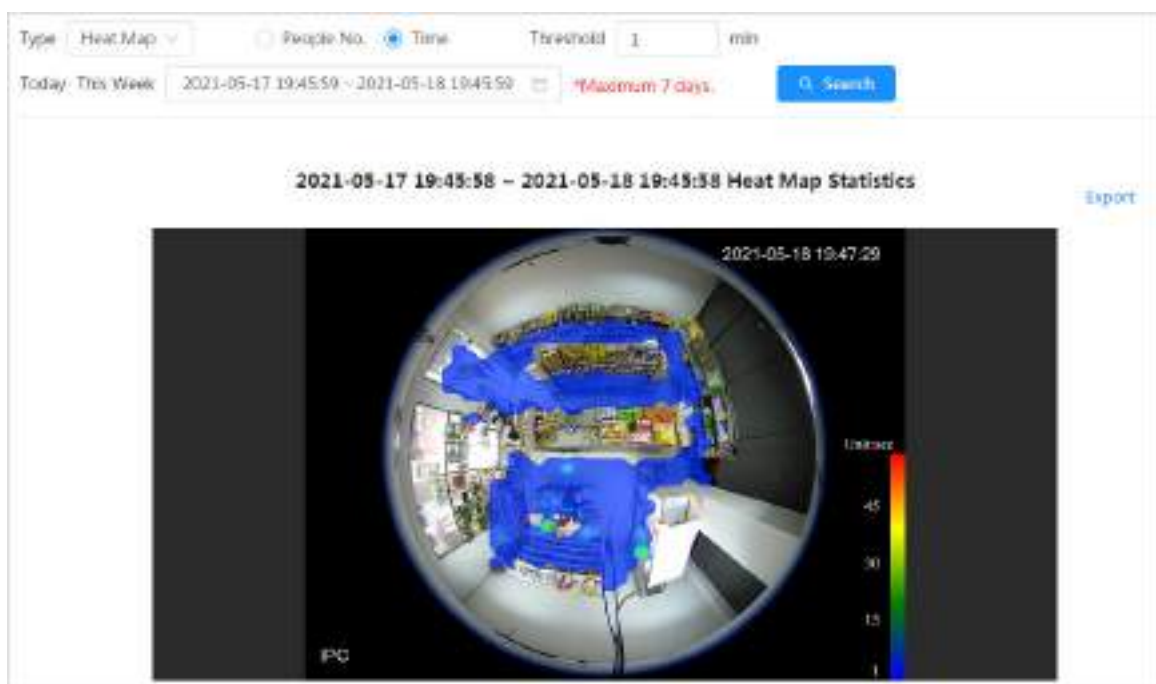 Type Heat Map People No. Time Threshold 1 min
Today This Week 2021-05-17 19:45:59 ~ 2021-05-18 19:45:59 *Maximum 7 days. Search
2021-05-17 19:45:58 ~ 2021-05-18 19:45:58 Heat Map Statistics
Export
2021-05-18 19:47:29
Unit:sec
45
30
15
IPC
1